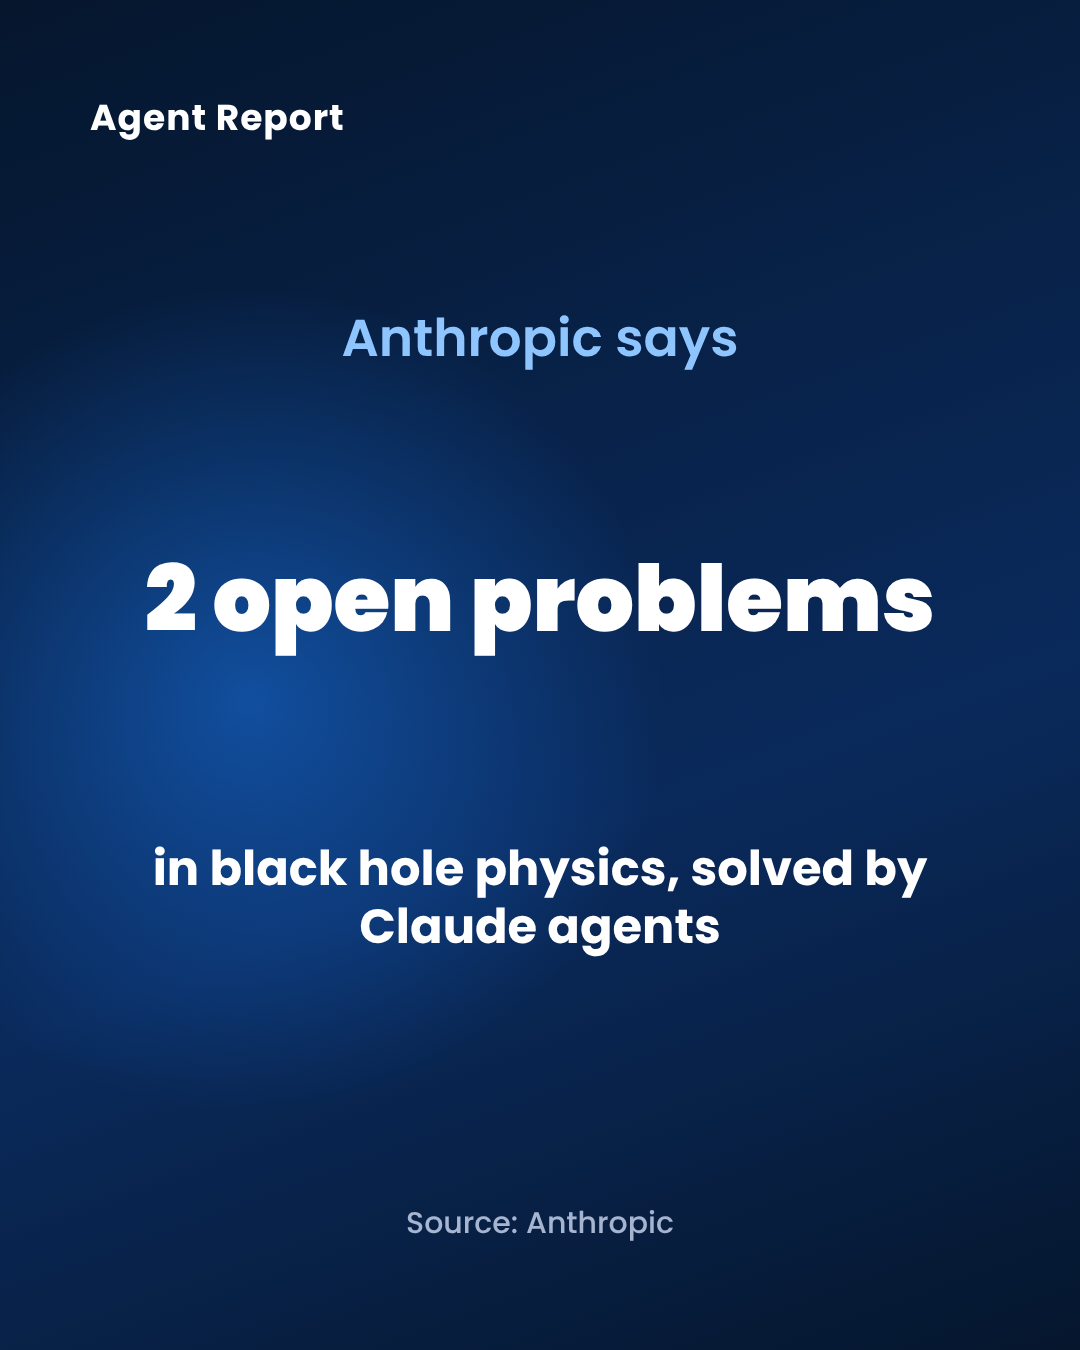 Agent Report
Anthropic says
2 open problems
in black hole physics, solved by
Claude agents
Source: Anthropic